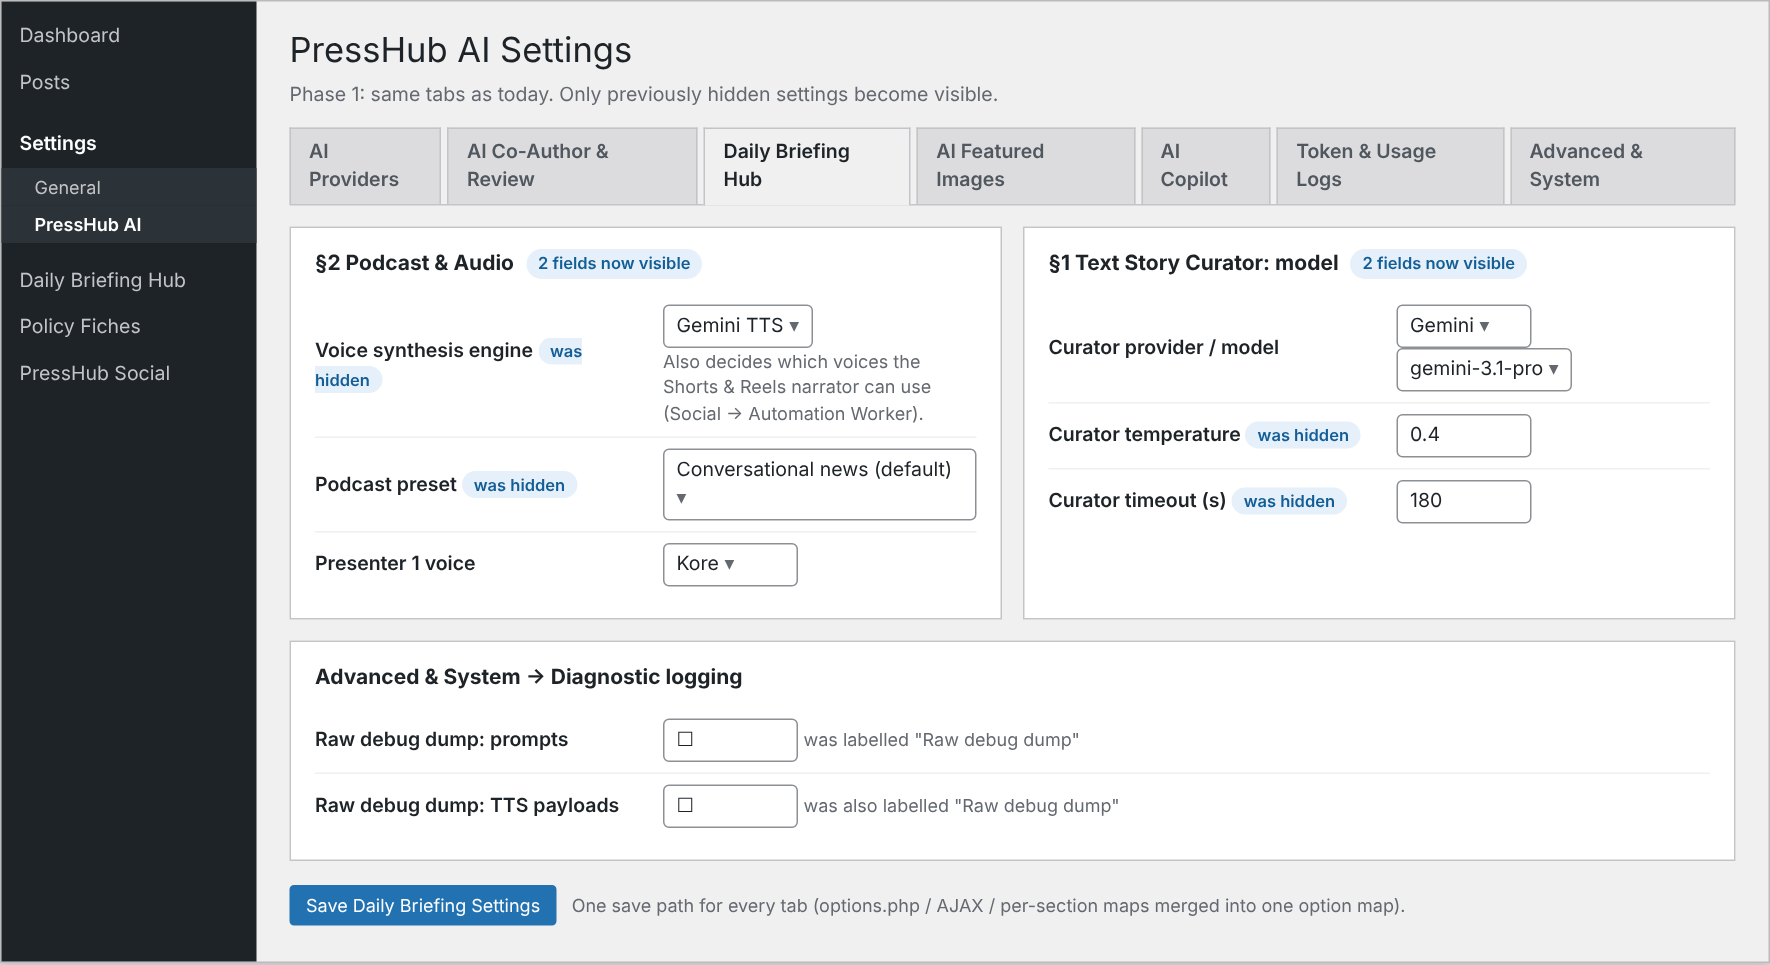 Dashboard
Posts
Settings
General
PressHub AI
Daily Briefing Hub
Policy Fiches
PressHub Social
PressHub AI Settings
Phase 1: same tabs as today. Only previously hidden settings become visible.
AI
Providers
AI Co-Author &
Review
Daily Briefing
Hub
AI Featured
Images
AI
Copilot
Token & Usage
Logs
Advanced &
System
§2 Podcast & Audio 2 fields now visible
Voice synthesis engine was
hidden
Gemini TTS ▾
Also decides which voices the
Shorts & Reels narrator can use
(Social → Automation Worker).
Podcast preset was hidden
Conversational news (default)
▾
Presenter 1 voice
Kore ▾
§1 Text Story Curator: model 2 fields now visible
Curator provider / model
Gemini ▾
gemini-3.1-pro ▾
Curator temperature was hidden
0.4
Curator timeout (s) was hidden
180
Advanced & System → Diagnostic logging
Raw debug dump: prompts ☐ was labelled "Raw debug dump"
Raw debug dump: TTS payloads ☐ was also labelled "Raw debug dump"
Save Daily Briefing Settings One save path for every tab (options.php / AJAX / per-section maps merged into one option map).